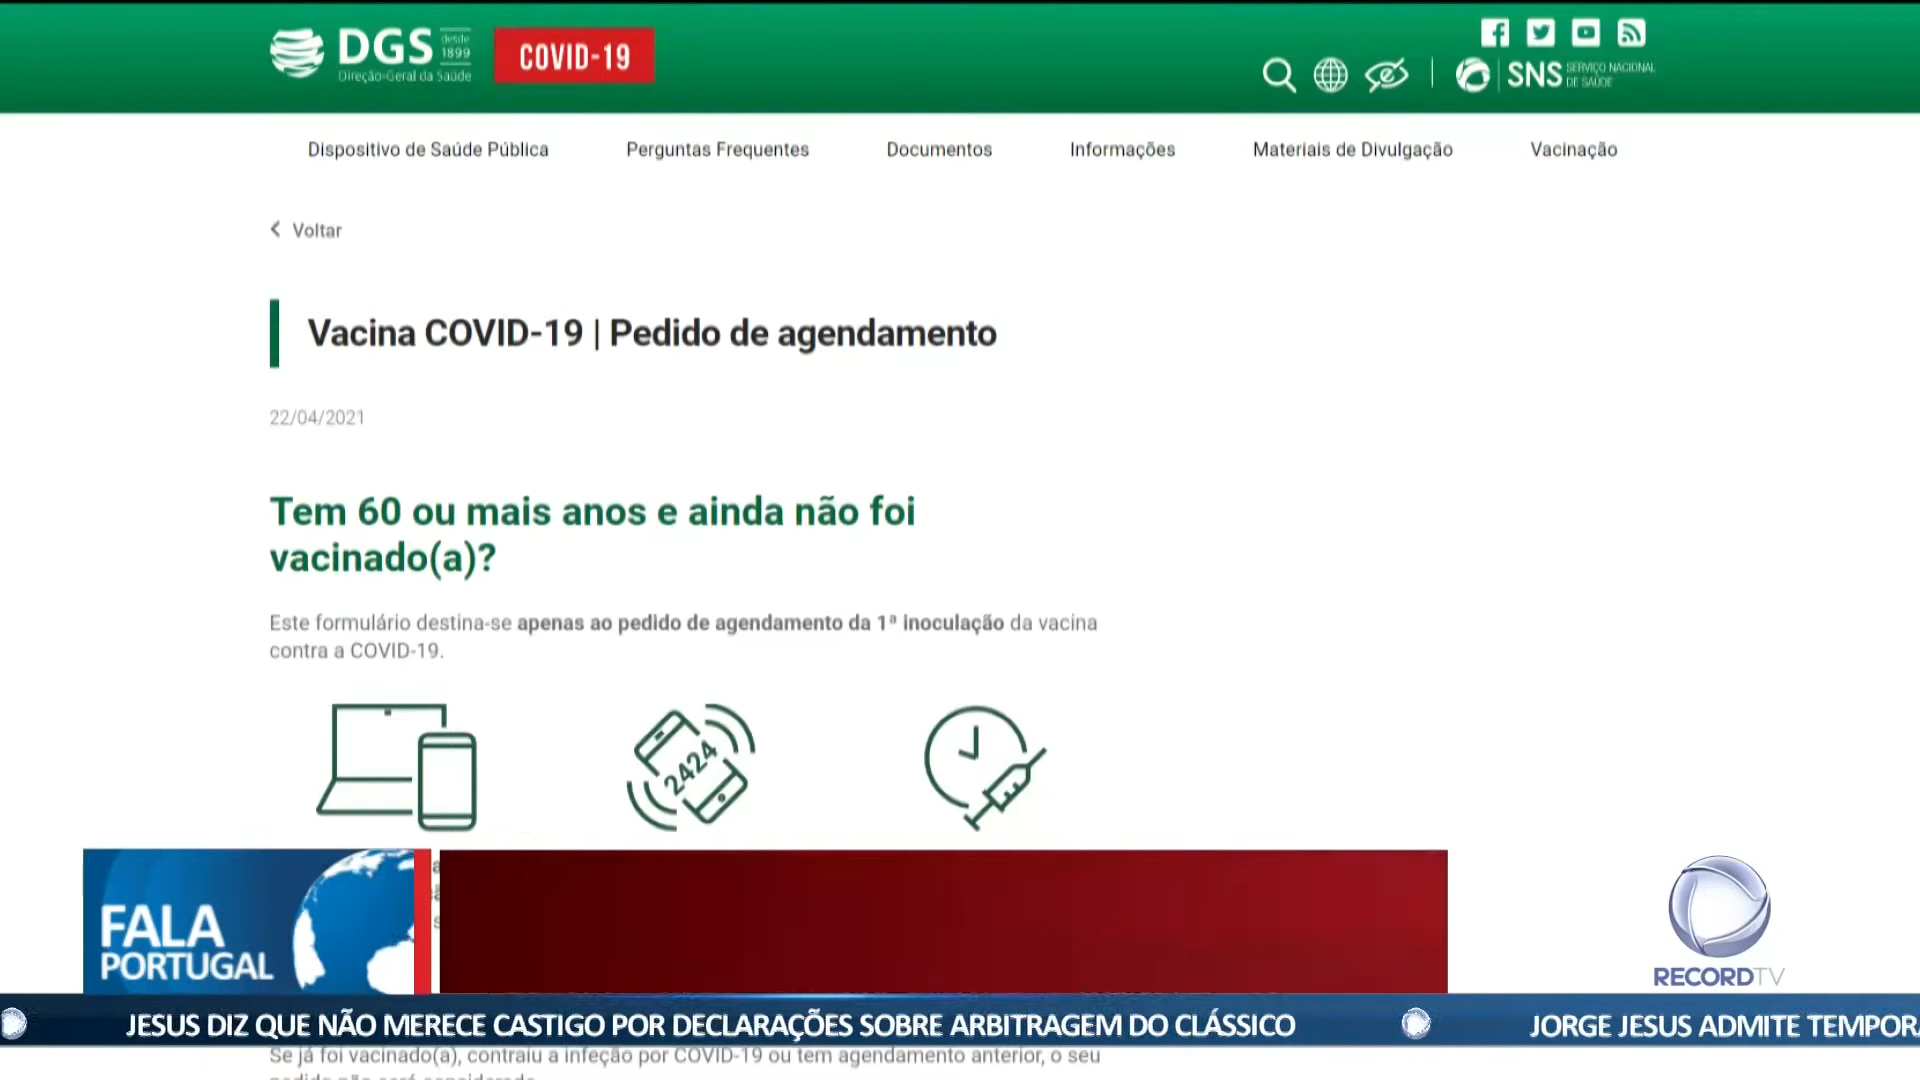 DGS
desde
1899
Direção-Geral da Saúde
COVID-19
SNS
SERVIÇO NACIONAL
DE SAÚDE
Dispositivo de Saúde Pública
Perguntas Frequentes
Documentos
Informações
Materiais de Divulgação
Vacinação
Voltar
Vacina COVID-19 | Pedido de agendamento
22/04/2021
Tem 60 ou mais anos e ainda não foi
vacinado(a)?
Este formulário destina-se apenas ao pedido de agendamento da 1ª inoculação da vacina
contra a COVID-19.
2424
FALA
PORTUGAL
RECORDTV
JESUS DIZ QUE NÃO MERECE CASTIGO POR DECLARAÇÕES SOBRE ARBITRAGEM DO CLÁSSICO
JORGE JESUS ADMITE
Se já foi vacinado(a), contraiu a infeção por COVID-19 ou tem agendamento anterior, o seu